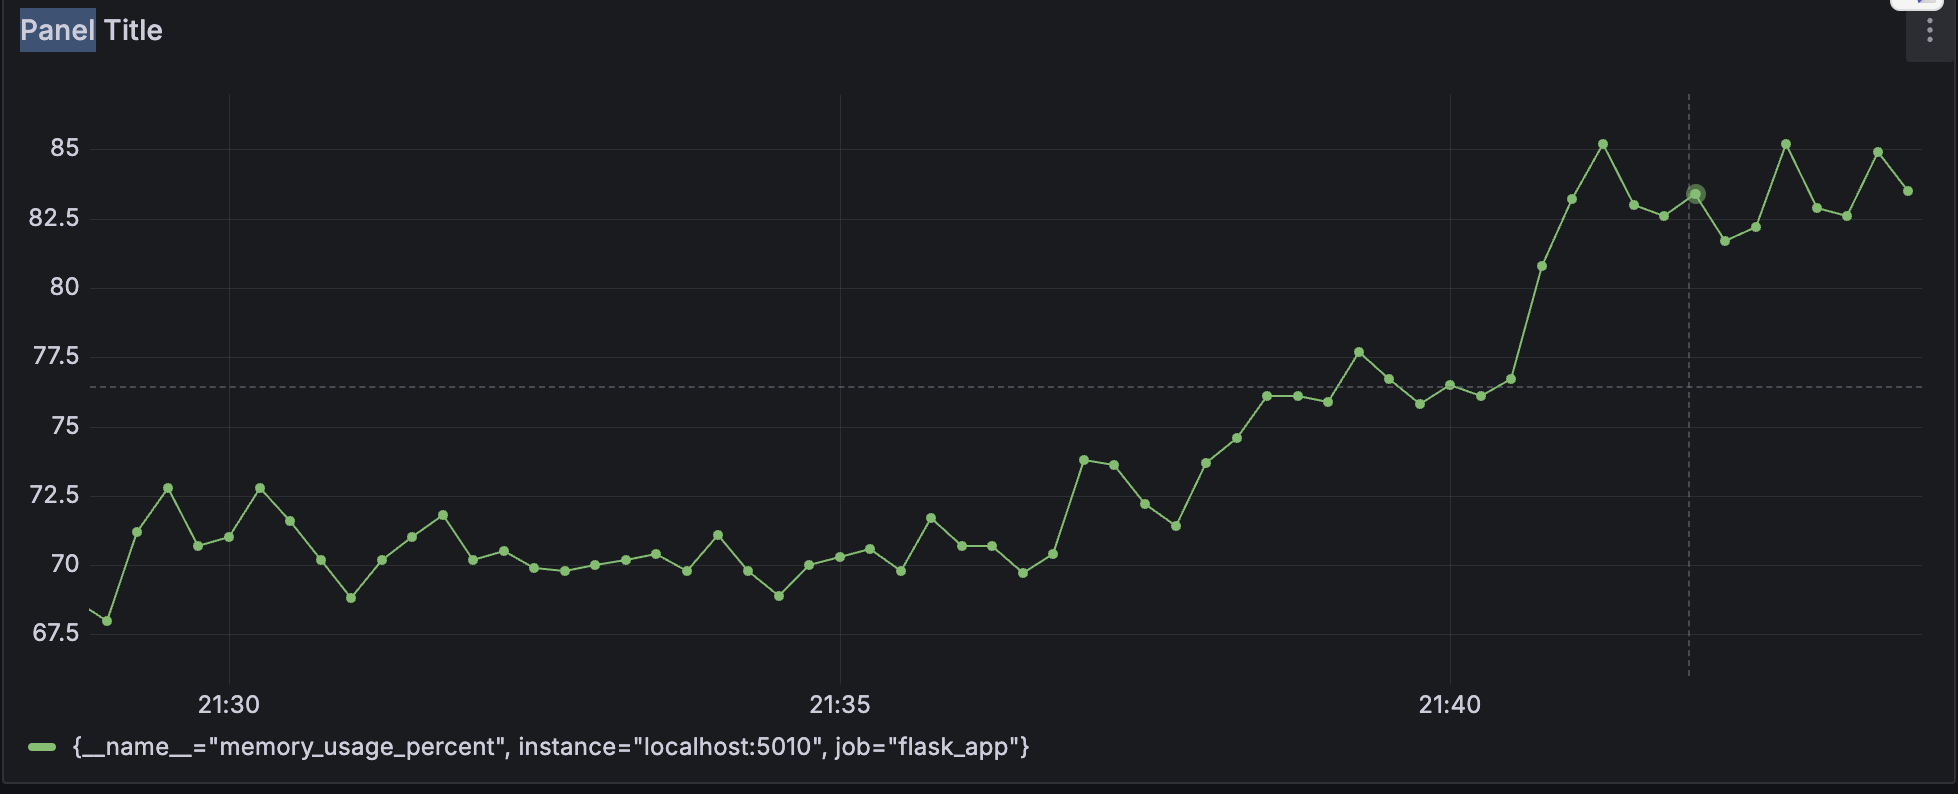 Panel Title
85
82.5
80
77.5
75
72.5
70
67.5
21:30 21:35 21:40
{__name__="memory_usage_percent", instance="localhost:5010", job="flask_app"}